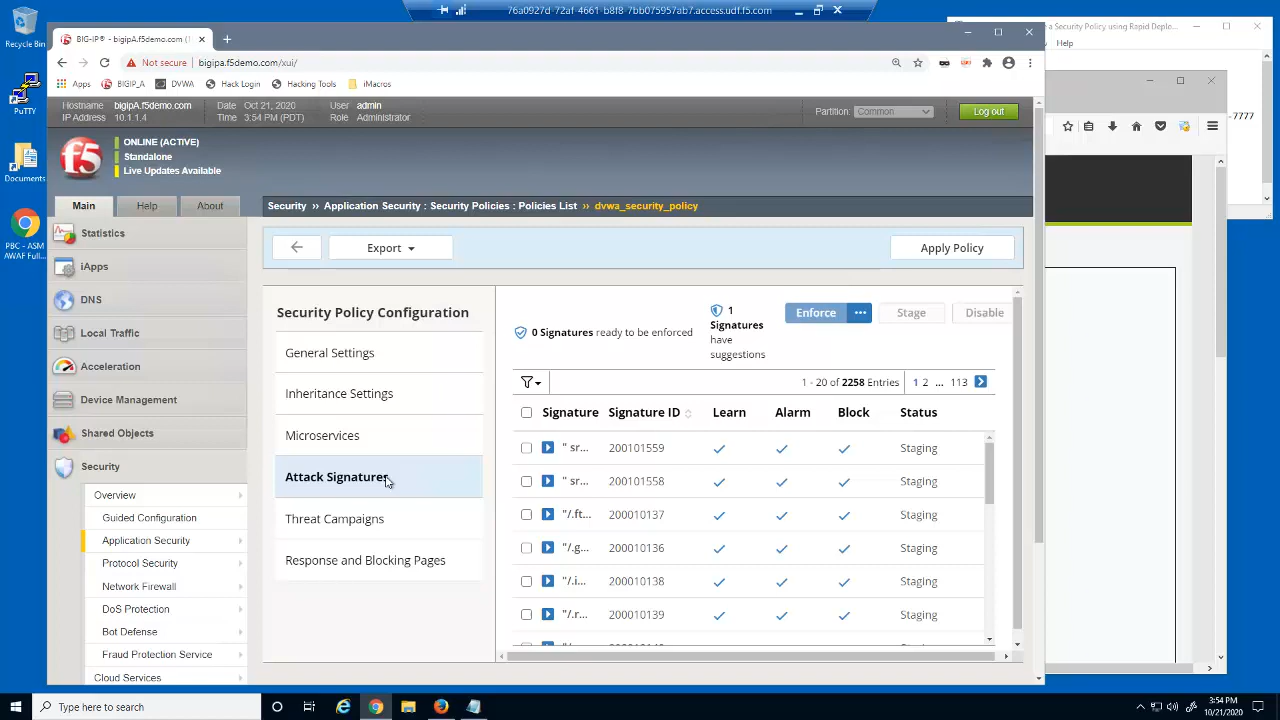 76a0927d-72af-4661-b8f8-7bb075957ab7.access.udf.f5.com
Recycle Bin
PuTTY
Documents
PBC - ASM
AWAF Full...
BIG-IP® - bigipA.f5demo.com (1
Not secure
bigipa.f5demo.com/xui/
Apps
BIGIP_A
DVWA
Hack Login
Hacking Tools
iMacros
a Security Policy using Rapid Deplo...
Help
-7777
Hostname bigipA.f5demo.com
IP Address 10.1.1.4
Date Oct 21, 2020
Time 3:54 PM (PDT)
User admin
Role Administrator
Partition: Common
Log out
f5
ONLINE (ACTIVE)
Standalone
Live Updates Available
Main
Help
About
Security ›› Application Security : Security Policies : Policies List ›› dvwa_security_policy
Statistics
iApps
DNS
Local Traffic
Acceleration
Device Management
Shared Objects
Security
Overview
Guided Configuration
Application Security
Protocol Security
Network Firewall
DoS Protection
Bot Defense
Fraud Protection Service
Cloud Services
Export
Apply Policy
Security Policy Configuration
General Settings
Inheritance Settings
Microservices
Attack Signatures
Threat Campaigns
Response and Blocking Pages
0 Signatures ready to be enforced
1
Signatures
have
suggestions
Enforce
...
Stage
Disable
1 - 20 of 2258 Entries
1 2 ... 113
Signature Signature ID Learn Alarm Block Status
" sr... 200101559 Staging
" sr... 200101558 Staging
"/.ft... 200010137 Staging
"/.g... 200010136 Staging
"/.i... 200010138 Staging
"/.r... 200010139 Staging
Type here to search
3:54 PM
10/21/2020